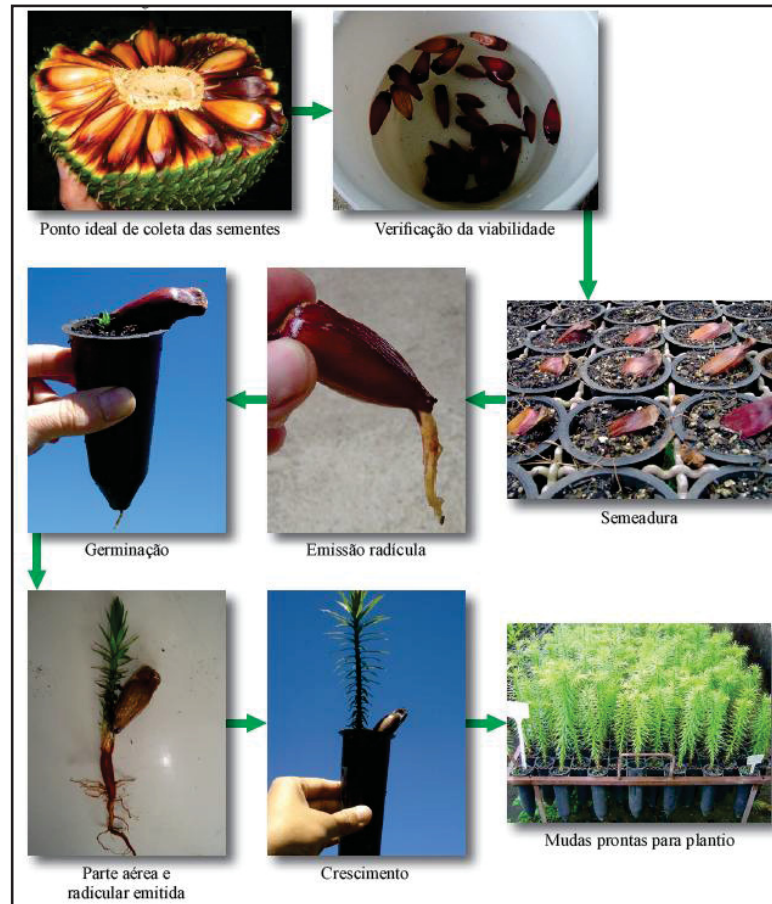 Ponto ideal de coleta das sementes
Verificação da viabilidade
Semeadura
Emissão radícula
Germinação
Parte aérea e
radicular emitida
Crescimento
Mudas prontas para plantio